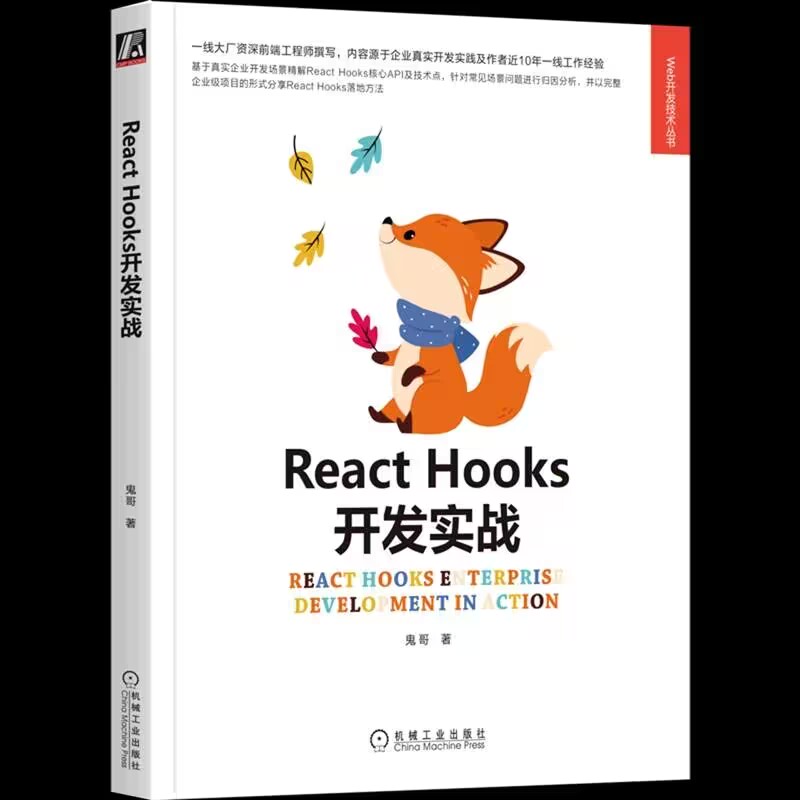 一线大厂资深前端工程师撰写，内容源于企业真实开发实践及作者近10年一线工作经验
基于真实企业开发场景精解React Hooks核心API及技术点，针对常见场景问题进行归因分析，并以完整
企业级项目的形式分享React Hooks落地方法
Web开发技术丛书
React Hooks
开发实战
REACT HOOKS ENTERPRISE
DEVELOPMENT IN ACTION
鬼哥 著
机械工业出版社
China Machine Press
CMP BOOKS
React Hooks开发实战
鬼哥 著
机械工业出版社
China Machine Press